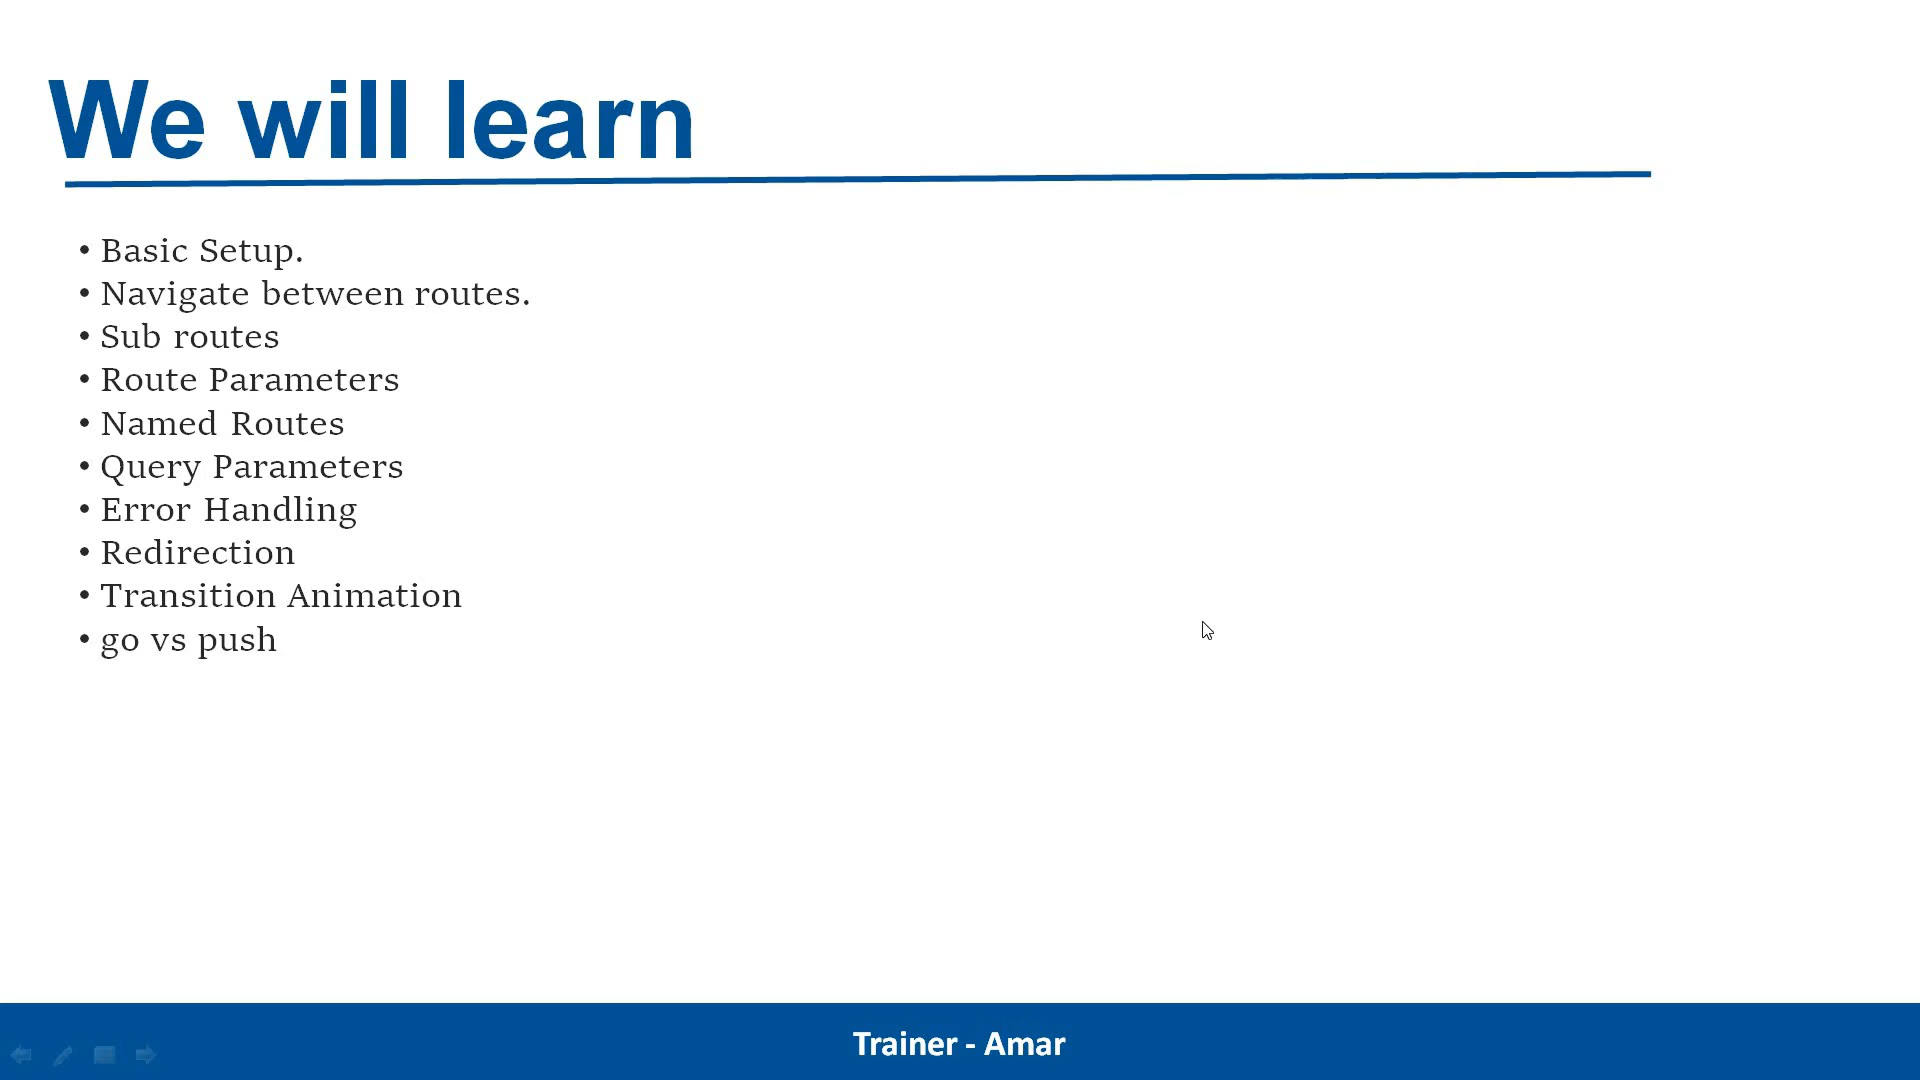 We will learn
• Basic Setup.
• Navigate between routes.
• Sub routes
• Route Parameters
• Named Routes
• Query Parameters
• Error Handling
• Redirection
• Transition Animation
• go vs push
Trainer - Amar